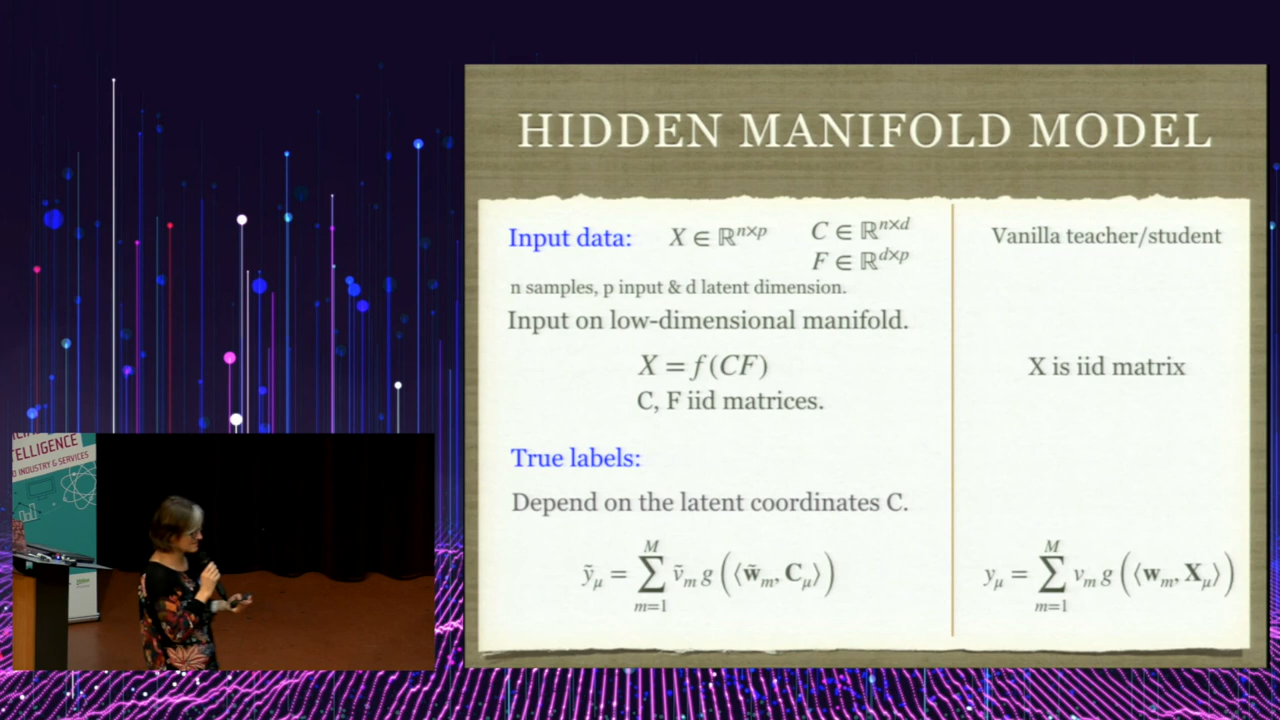 HIDDEN MANIFOLD MODEL
Input data: X ∈ ℝ^{n×p} C ∈ ℝ^{n×d}
F ∈ ℝ^{d×p}
n samples, p input & d latent dimension.
Input on low-dimensional manifold.
X = f(CF)
C, F iid matrices.
True labels:
Depend on the latent coordinates C.
ỹ_μ = ∑_{m=1}^{M} ṽ_m g (⟨w̃_m, C_μ⟩)
Vanilla teacher/student
X is iid matrix
y_μ = ∑_{m=1}^{M} v_m g (⟨w_m, X_μ⟩)
TELLIGENCE
INDUSTRY & SERVICES